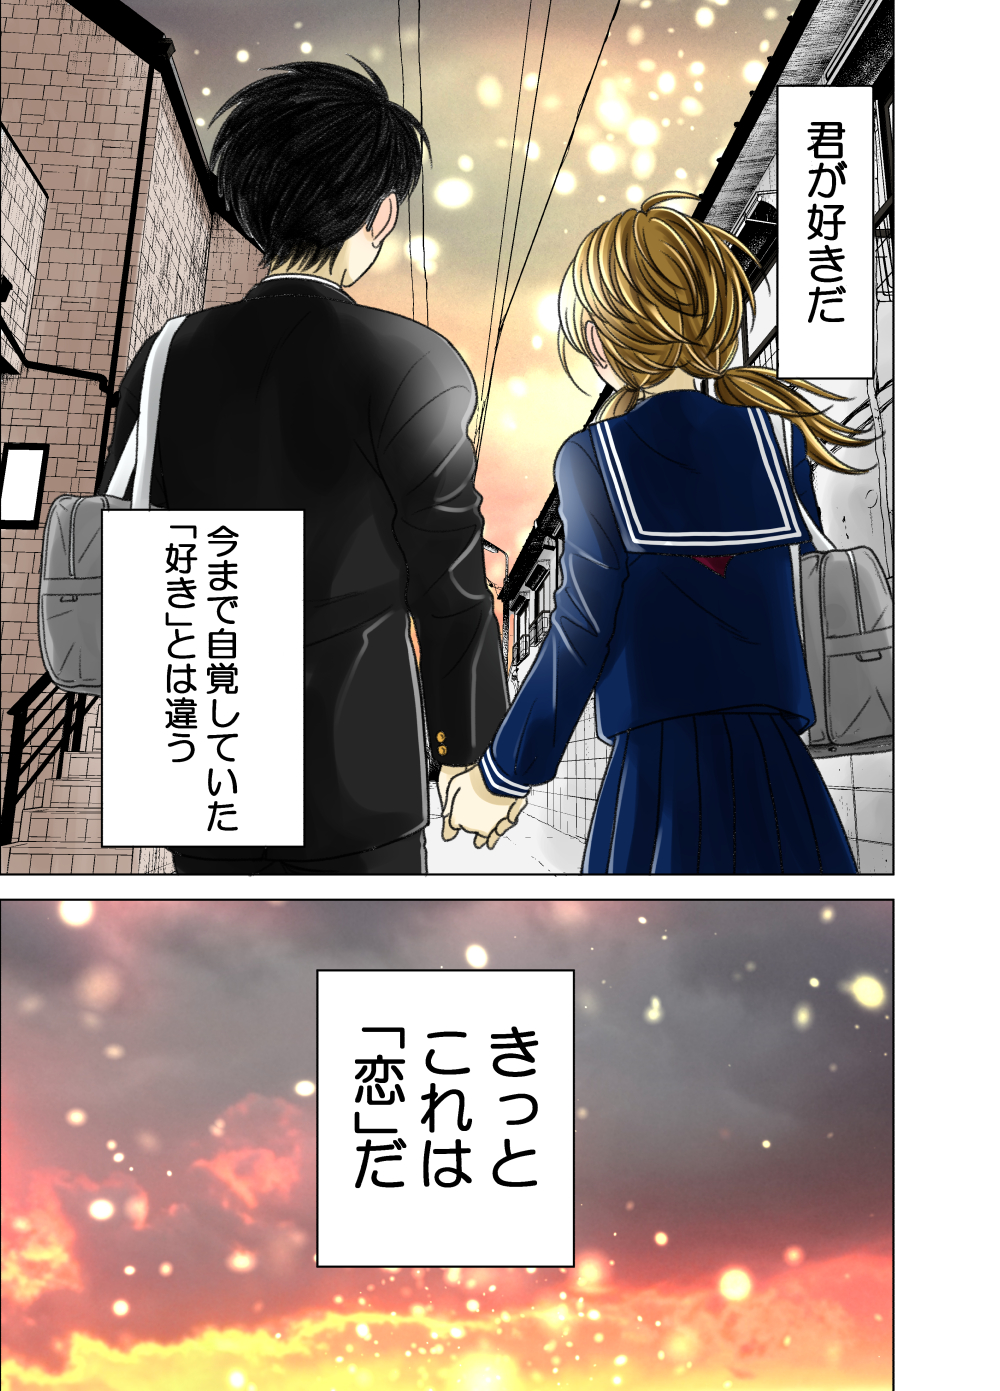 君が好きだ
今まで自覚していた
「好き」とは違う
きっと
これは
「恋」だ